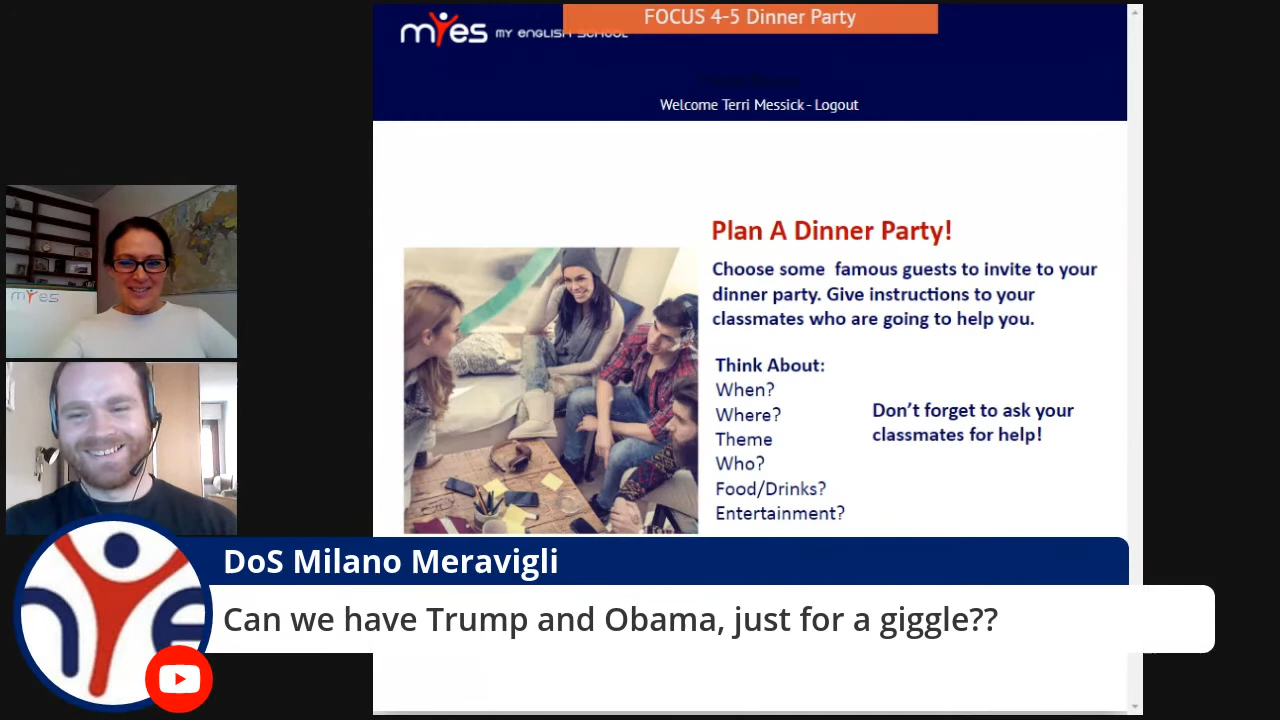 FOCUS 4-5 Dinner Party
mYes MY ENGLISH SCHOOL
Welcome Terri Messick - Logout
mYes
Plan A Dinner Party!
Choose some famous guests to invite to your
dinner party. Give instructions to your
classmates who are going to help you.
Think About:
When?
Where?
Theme
Who?
Food/Drinks?
Entertainment?
Don't forget to ask your
classmates for help!
DoS Milano Meravigli
Can we have Trump and Obama, just for a giggle??